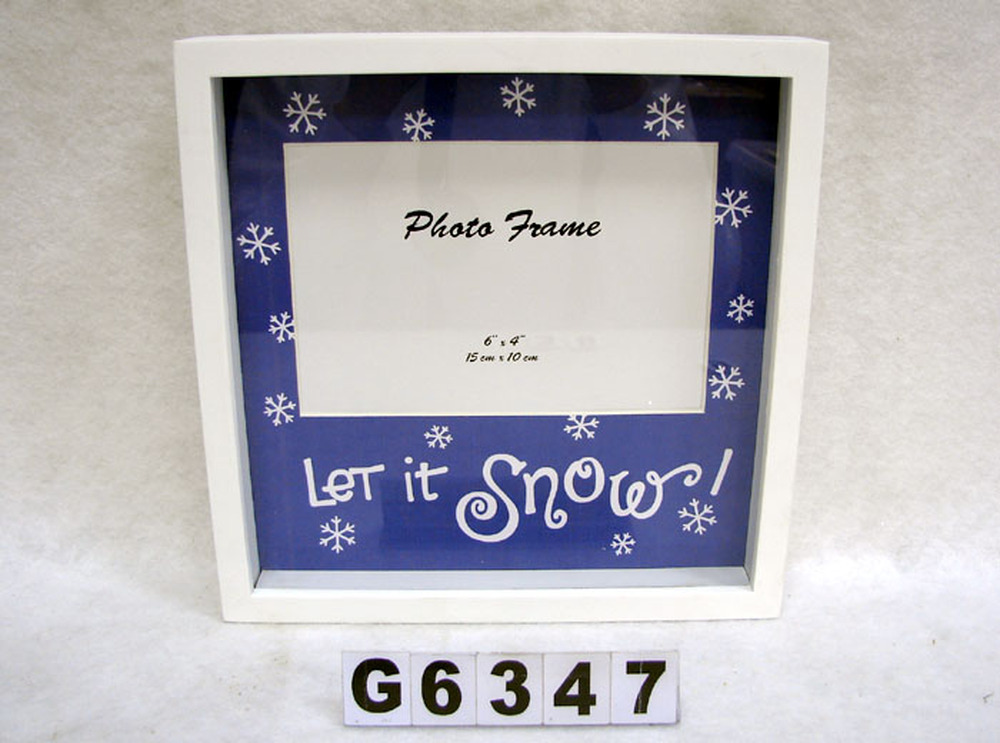 Photo Frame
6" x 4"
15 cm x 10 cm
Let it Snow!
G6347